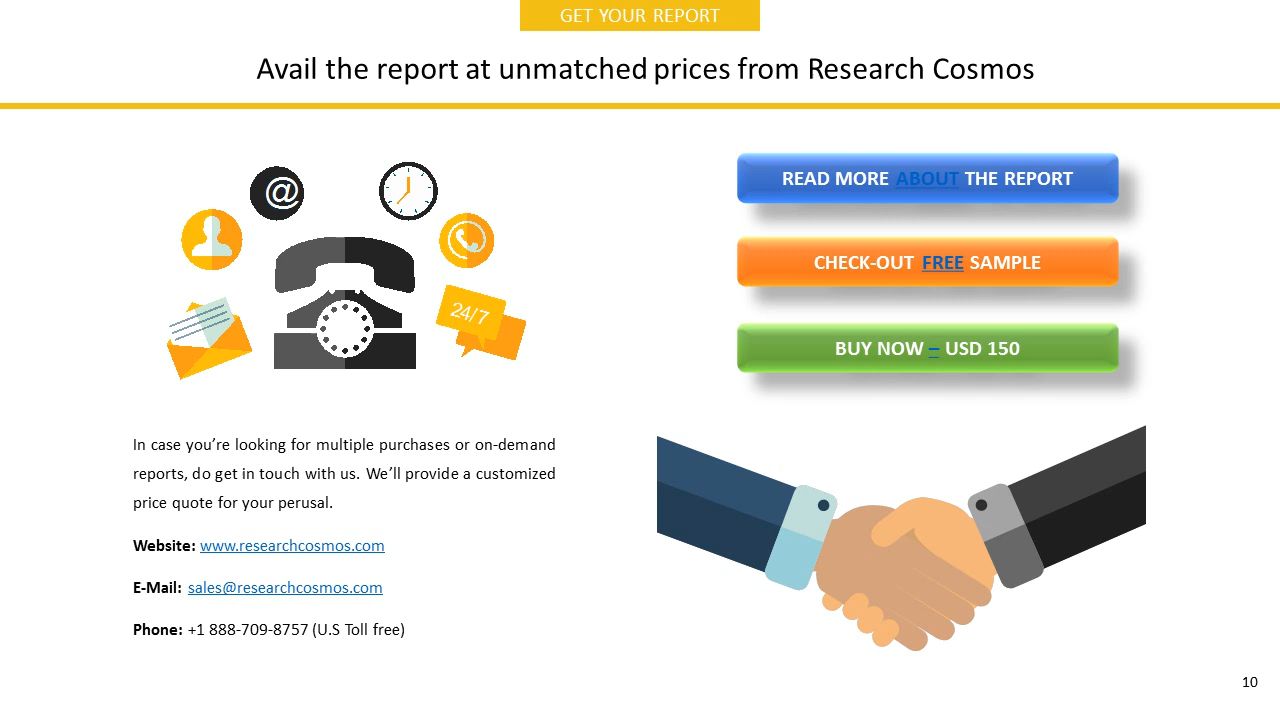 GET YOUR REPORT
Avail the report at unmatched prices from Research Cosmos
@
24/7
READ MORE ABOUT THE REPORT
CHECK-OUT FREE SAMPLE
BUY NOW – USD 150
In case you’re looking for multiple purchases or on-demand
reports, do get in touch with us. We’ll provide a customized
price quote for your perusal.
Website: www.researchcosmos.com
E-Mail: sales@researchcosmos.com
Phone: +1 888-709-8757 (U.S Toll free)
10